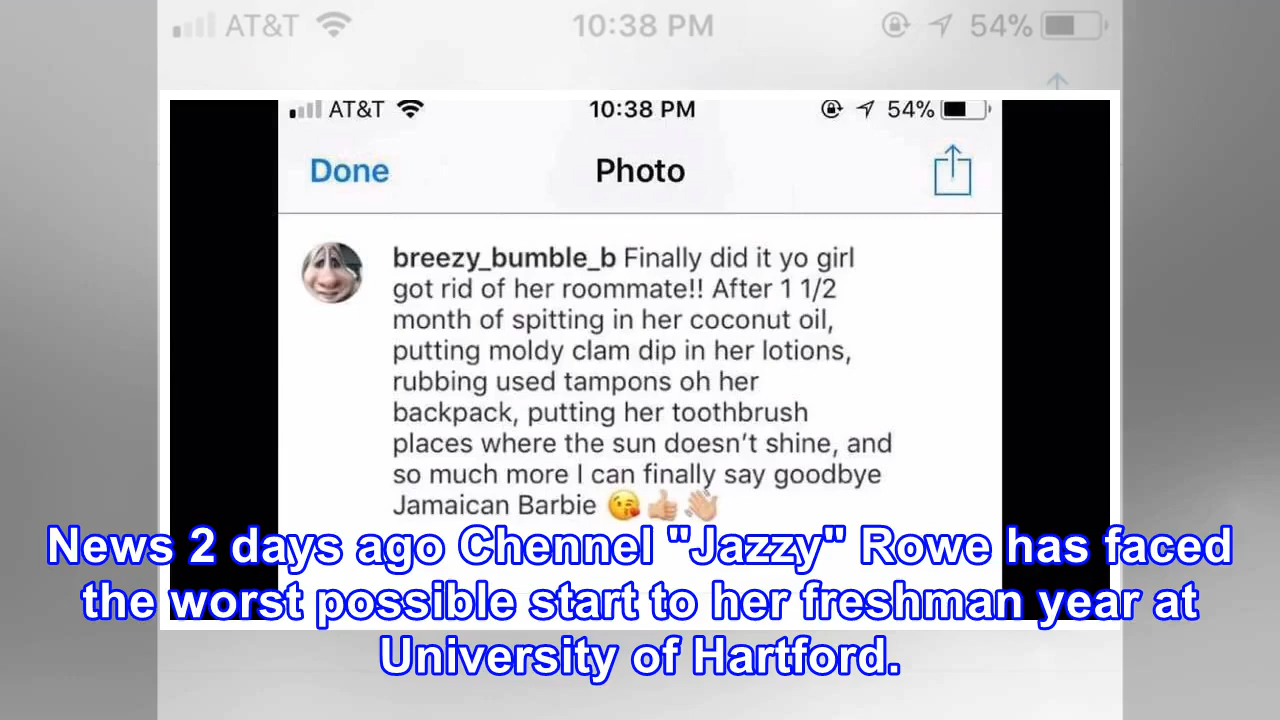 AT&T 10:38 PM 54%
AT&T 10:38 PM 54%
Done Photo
breezy_bumble_b Finally did it yo girl
got rid of her roommate!! After 1 1/2
month of spitting in her coconut oil,
putting moldy clam dip in her lotions,
rubbing used tampons oh her
backpack, putting her toothbrush
places where the sun doesn't shine, and
so much more I can finally say goodbye
Jamaican Barbie 😘👍🏼👋🏼
News 2 days ago Chennel "Jazzy" Rowe has faced
the worst possible start to her freshman year at
University of Hartford.